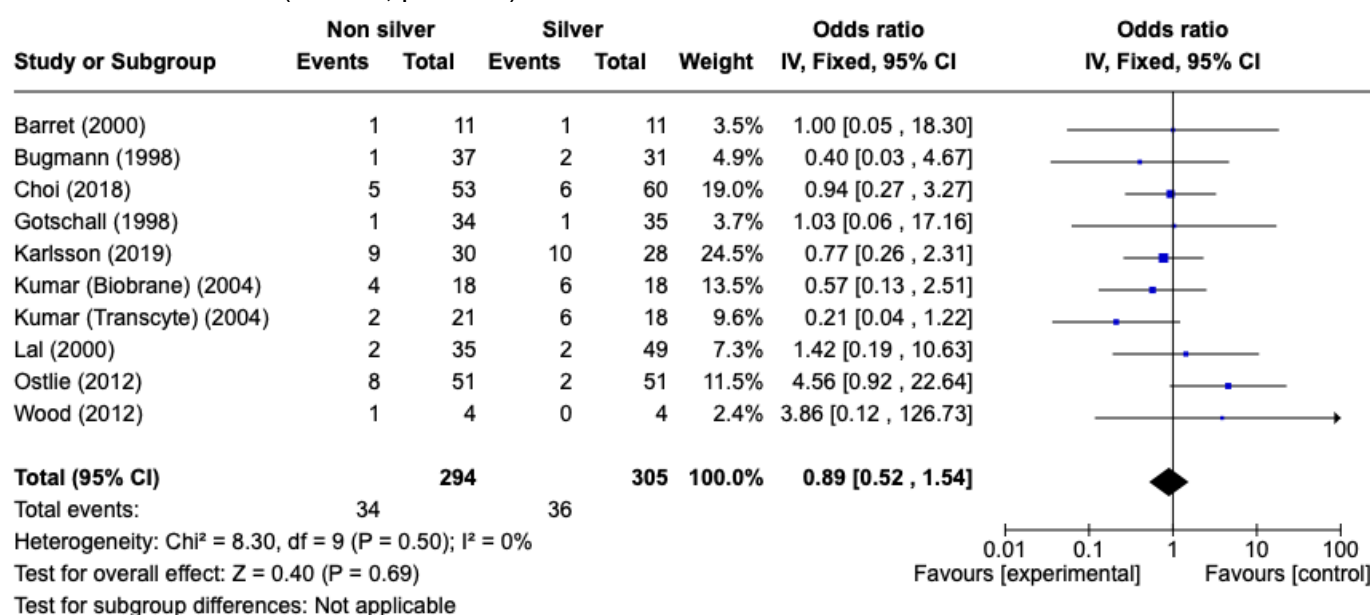 Non silver Silver Odds ratio Odds ratio
Study or Subgroup Events Total Events Total Weight IV, Fixed, 95% CI IV, Fixed, 95% CI
Barret (2000) 1 11 1 11 3.5% 1.00 [0.05 , 18.30]
Bugmann (1998) 1 37 2 31 4.9% 0.40 [0.03 , 4.67]
Choi (2018) 5 53 6 60 19.0% 0.94 [0.27 , 3.27]
Gotschall (1998) 1 34 1 35 3.7% 1.03 [0.06 , 17.16]
Karlsson (2019) 9 30 10 28 24.5% 0.77 [0.26 , 2.31]
Kumar (Biobrane) (2004) 4 18 6 18 13.5% 0.57 [0.13 , 2.51]
Kumar (Transcyte) (2004) 2 21 6 18 9.6% 0.21 [0.04 , 1.22]
Lal (2000) 2 35 2 49 7.3% 1.42 [0.19 , 10.63]
Ostlie (2012) 8 51 2 51 11.5% 4.56 [0.92 , 22.64]
Wood (2012) 1 4 0 4 2.4% 3.86 [0.12 , 126.73]
Total (95% CI) 294 305 100.0% 0.89 [0.52 , 1.54]
Total events: 34 36
Heterogeneity: Chi² = 8.30, df = 9 (P = 0.50); I² = 0%
Test for overall effect: Z = 0.40 (P = 0.69)
Test for subgroup differences: Not applicable
0.01 0.1 1 10 100
Favours [experimental] Favours [control]